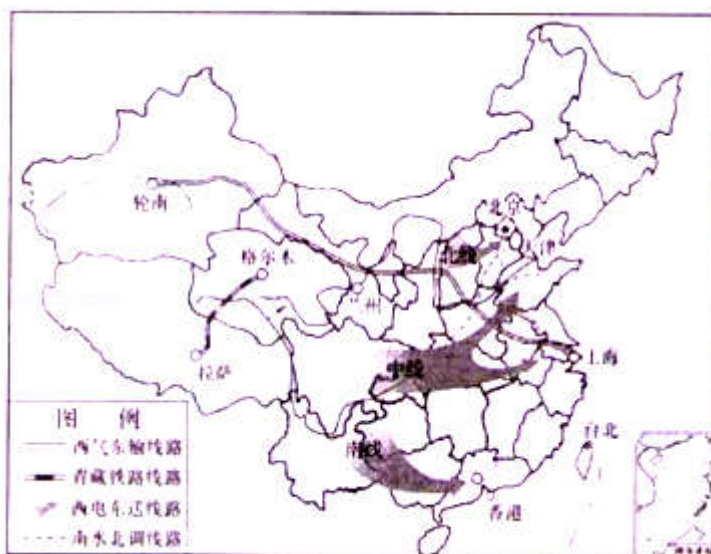 北京
天津
北线
轮南
格尔木
兰州
拉萨
中线
上海
南线
台北
香港
图 例
西气东输线路
青藏铁路线路
西电东送线路
南水北调线路